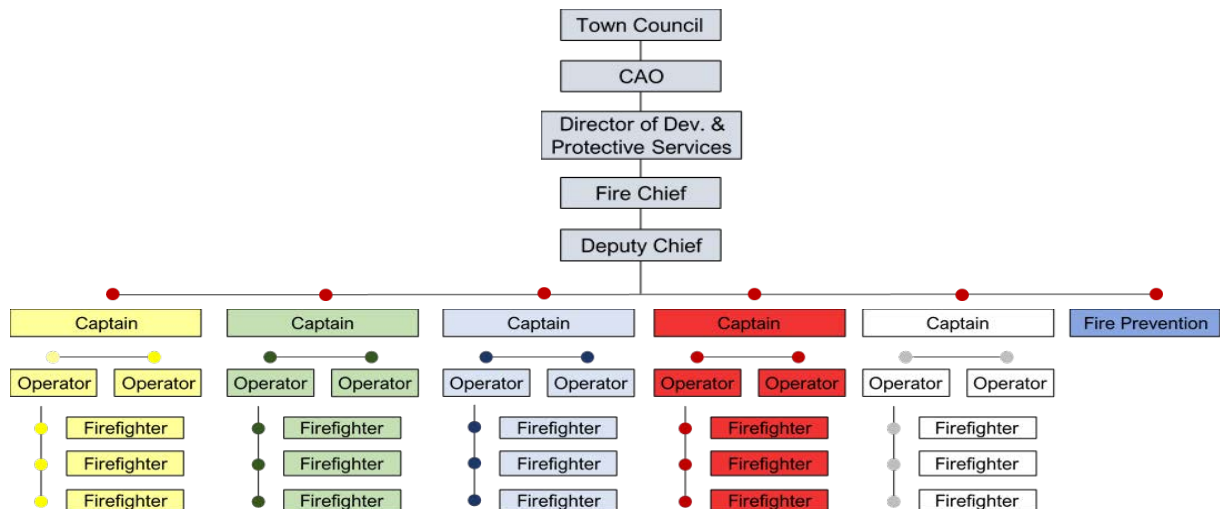 Town Council
CAO
Director of Dev. &
Protective Services
Fire Chief
Deputy Chief
Captain Captain Captain Captain Captain Fire Prevention
Operator Operator Operator Operator Operator Operator Operator Operator Operator Operator
Firefighter Firefighter Firefighter Firefighter Firefighter
Firefighter Firefighter Firefighter Firefighter Firefighter
Firefighter Firefighter Firefighter Firefighter Firefighter